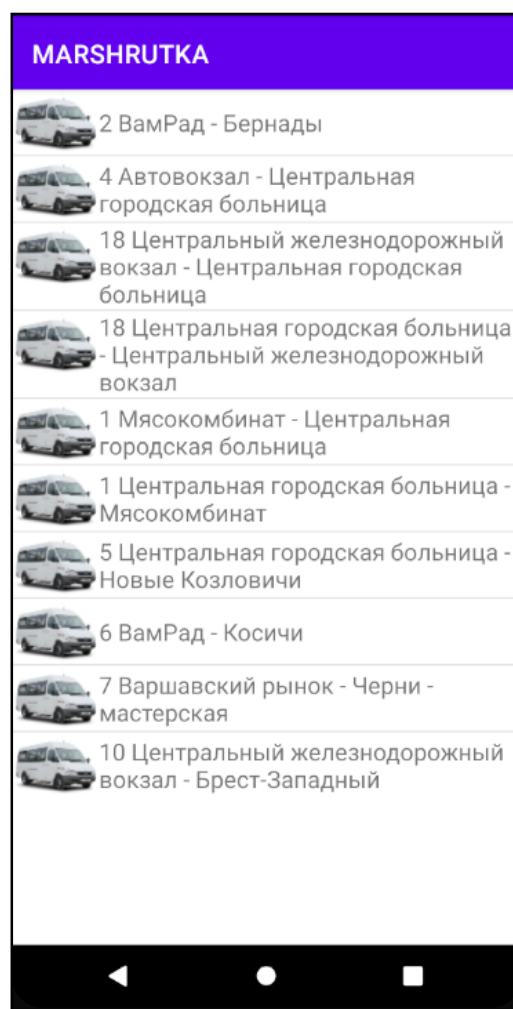 MARSHRUTKA
2 ВамРад - Бернады
4 Автовокзал - Центральная
городская больница
18 Центральный железнодорожный
вокзал - Центральная городская
больница
18 Центральная городская больница
- Центральный железнодорожный
вокзал
1 Мясокомбинат - Центральная
городская больница
1 Центральная городская больница -
Мясокомбинат
5 Центральная городская больница -
Новые Козловичи
6 ВамРад - Косичи
7 Варшавский рынок - Черни -
мастерская
10 Центральный железнодорожный
вокзал - Брест-Западный